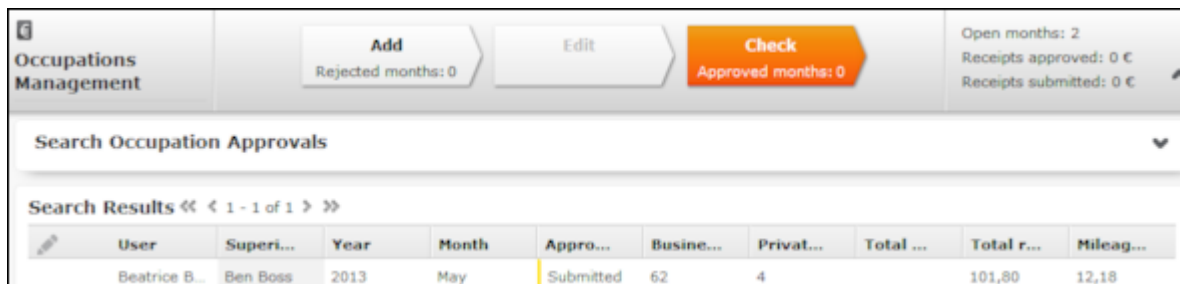 Occupations
Management
Add
Rejected months: 0
Edit
Check
Approved months: 0
Open months: 2
Receipts approved: 0 €
Receipts submitted: 0 €
Search Occupation Approvals
Search Results « < 1 - 1 of 1 > »
User Superi... Year Month Appro... Busine... Privat... Total ... Total r... Mileag...
Beatrice B... Ben Boss 2013 May Submitted 62 4 101,80 12,18